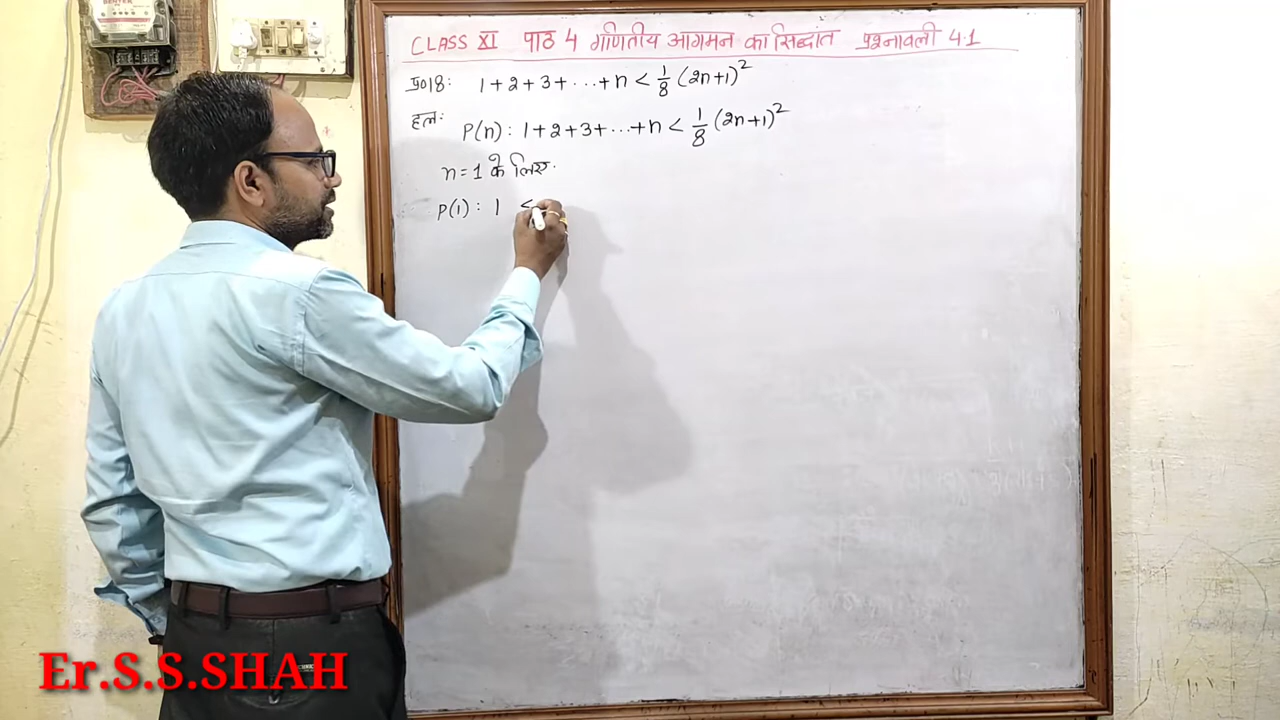 CLASS XI पाठ 4 गणितीय आगमन का सिद्धांत प्रश्नावली 4.1
प्र018: 1+2+3+...+n < 1/8 (2n+1)²
हल:
P(n) : 1+2+3+...+n < 1/8 (2n+1)²
n=1 के लिए
P(1) : 1 <
Er.S.S.SHAH